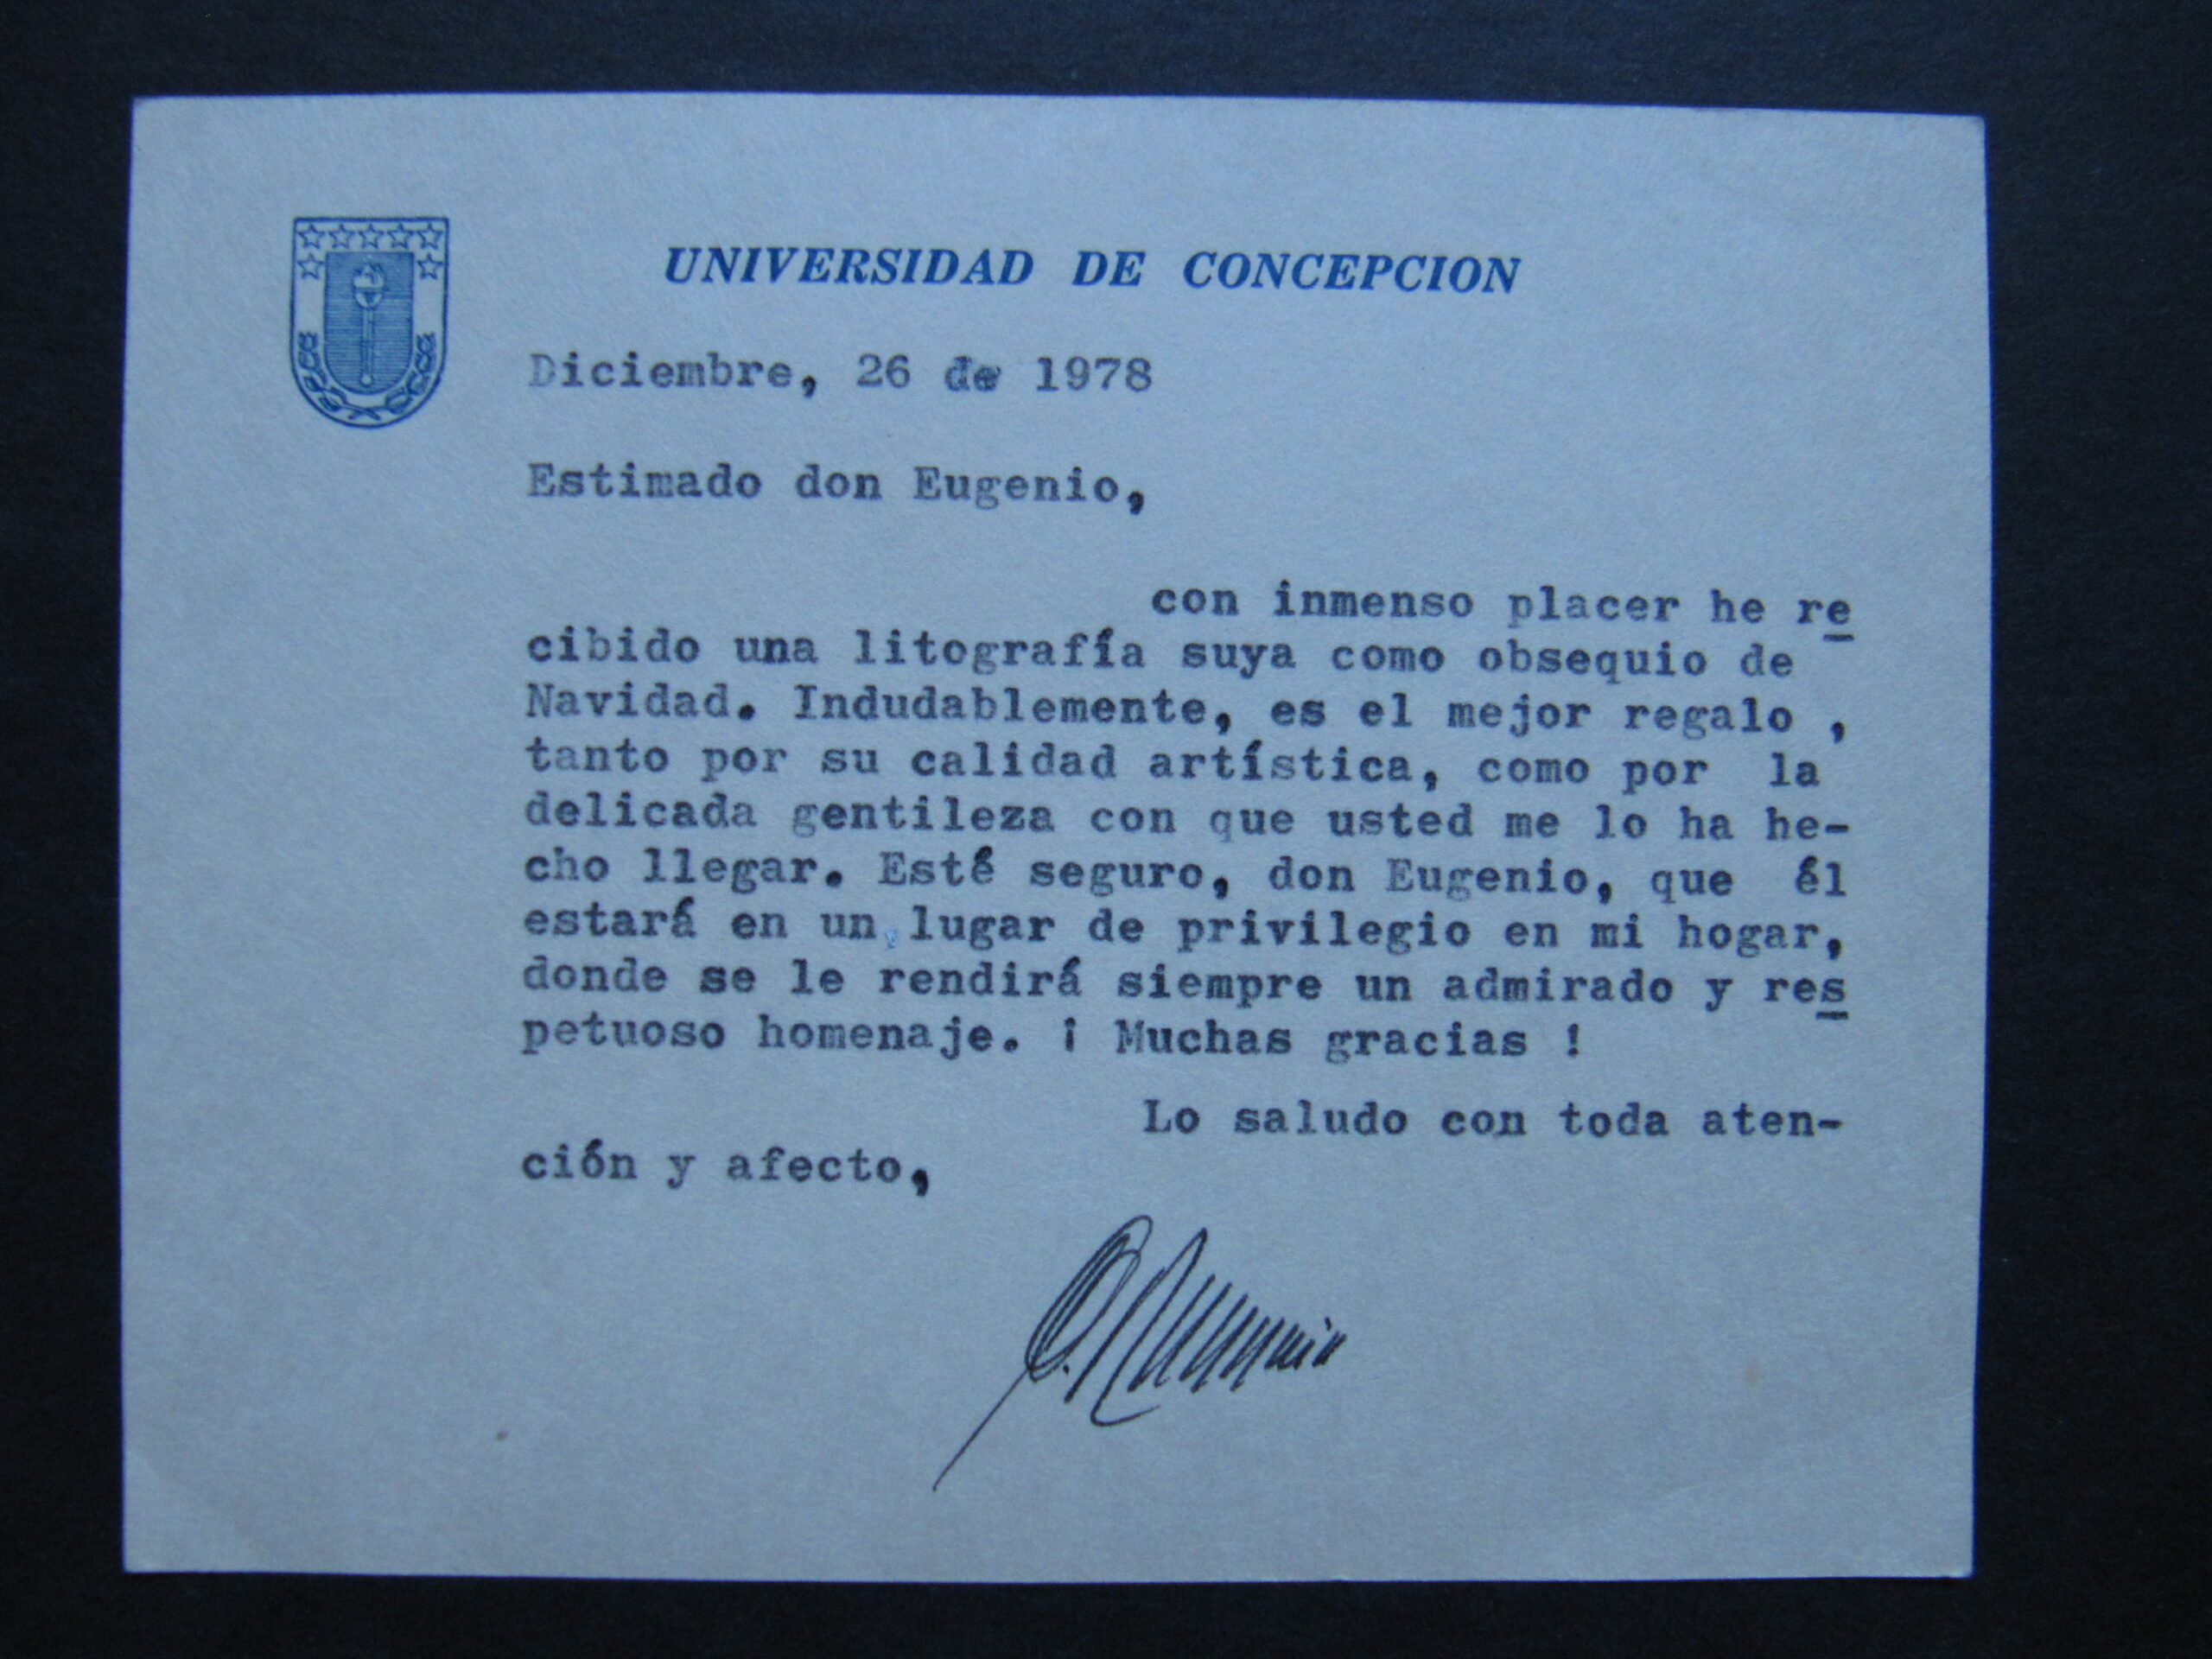 UNIVERSIDAD DE CONCEPCION
Diciembre, 26 de 1978
Estimado don Eugenio,
con inmenso placer he re
cibido una litografía suya como obsequio de
Navidad. Indudablemente, es el mejor regalo ,
tanto por su calidad artística, como por la
delicada gentileza con que usted me lo ha he-
cho llegar. Esté seguro, don Eugenio, que él
estará en un lugar de privilegio en mi hogar,
donde se le rendirá siempre un admirado y res
petuoso homenaje. ¡ Muchas gracias !
Lo saludo con toda aten-
ción y afecto,